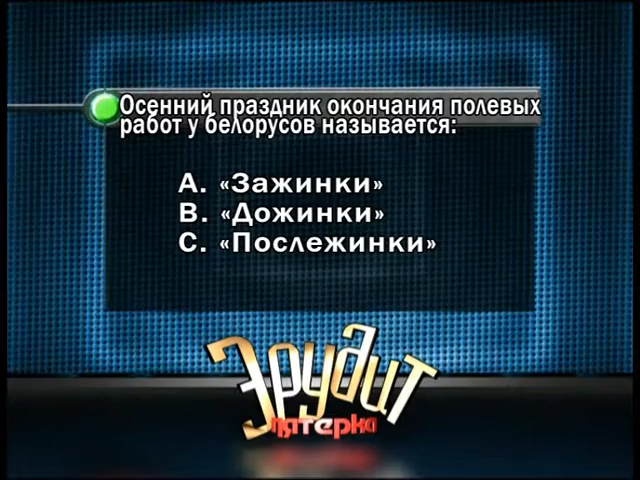 Осенний праздник окончания полевых
работ у белорусов называется:
А. «Зажинки»
В. «Дожинки»
С. «Послежинки»
Эрудит
пятерка